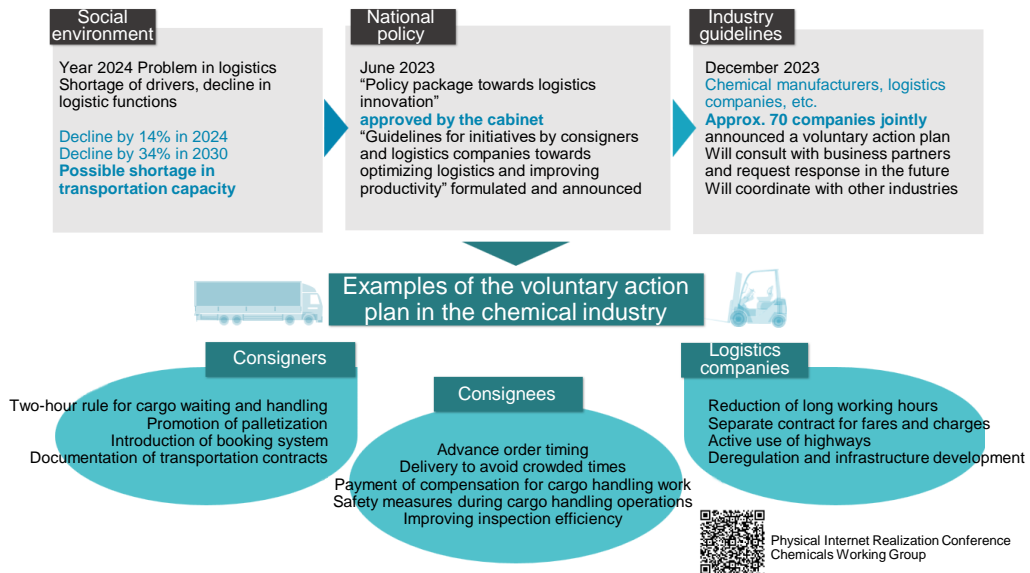 Social
environment
Year 2024 Problem in logistics
Shortage of drivers, decline in
logistic functions
Decline by 14% in 2024
Decline by 34% in 2030
Possible shortage in
transportation capacity
National
policy
June 2023
“Policy package towards logistics
innovation”
approved by the cabinet
“Guidelines for initiatives by consigners
and logistics companies towards
optimizing logistics and improving
productivity” formulated and announced
Industry
guidelines
December 2023
Chemical manufacturers, logistics
companies, etc.
Approx. 70 companies jointly
announced a voluntary action plan
Will consult with business partners
and request response in the future
Will coordinate with other industries
Examples of the voluntary action
plan in the chemical industry
Consigners
Two-hour rule for cargo waiting and handling
Promotion of palletization
Introduction of booking system
Documentation of transportation contracts
Consignees
Advance order timing
Delivery to avoid crowded times
Payment of compensation for cargo handling work
Safety measures during cargo handling operations
Improving inspection efficiency
Logistics
companies
Reduction of long working hours
Separate contract for fares and charges
Active use of highways
Deregulation and infrastructure development
Physical Internet Realization Conference
Chemicals Working Group